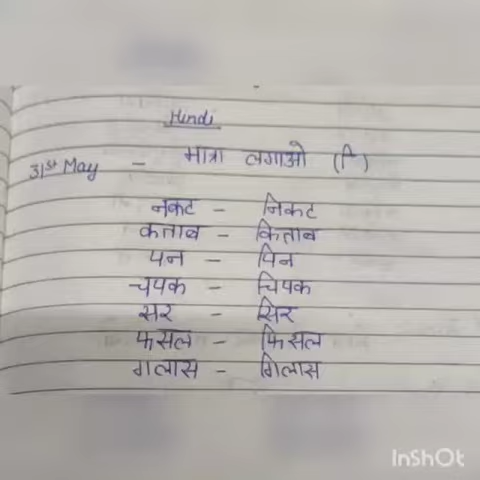 Hindi
31st May - मात्रा लगाओ (ि)
नकट - निकट
कताब - किताब
पन - पिन
चपक - चिपक
सर - सिर
फसल - फिसल
गलास - गिलास
InShOt